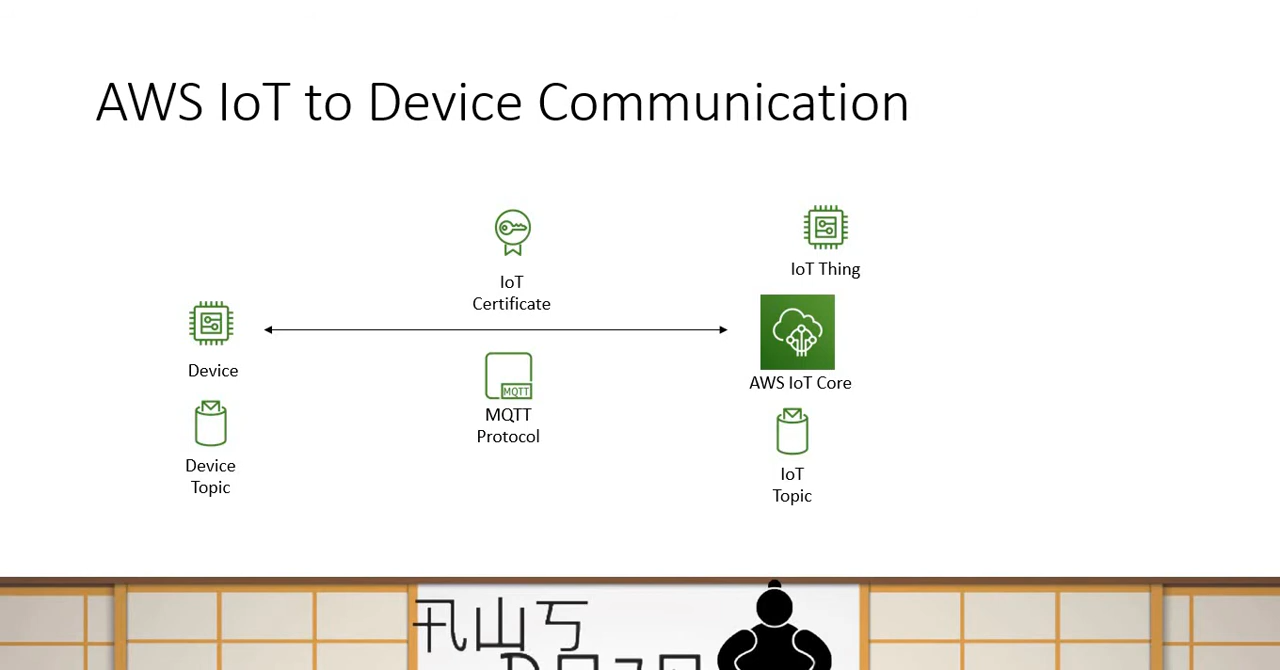 AWS IoT to Device Communication
IoT
Certificate
IoT Thing
Device
MQTT
MQTT
Protocol
AWS IoT Core
Device
Topic
IoT
Topic